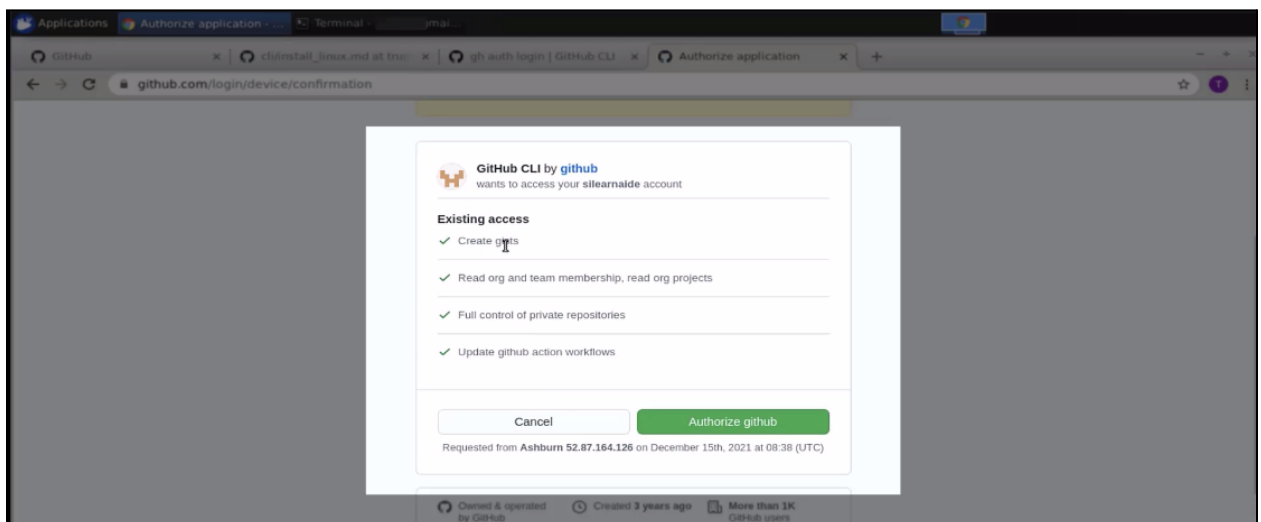 Applications Authorize application - ... Terminal - mai...
GitHub cli/install_linux.md at trun gh auth login | GitHub CLI Authorize application
github.com/login/device/confirmation
GitHub CLI by github
wants to access your silearnaide account
Existing access
Create gists
Read org and team membership, read org projects
Full control of private repositories
Update github action workflows
Cancel Authorize github
Requested from Ashburn 52.87.164.126 on December 15th, 2021 at 08:38 (UTC)
Owned & operated Created 3 years ago More than 1K
by GitHub GitHub users